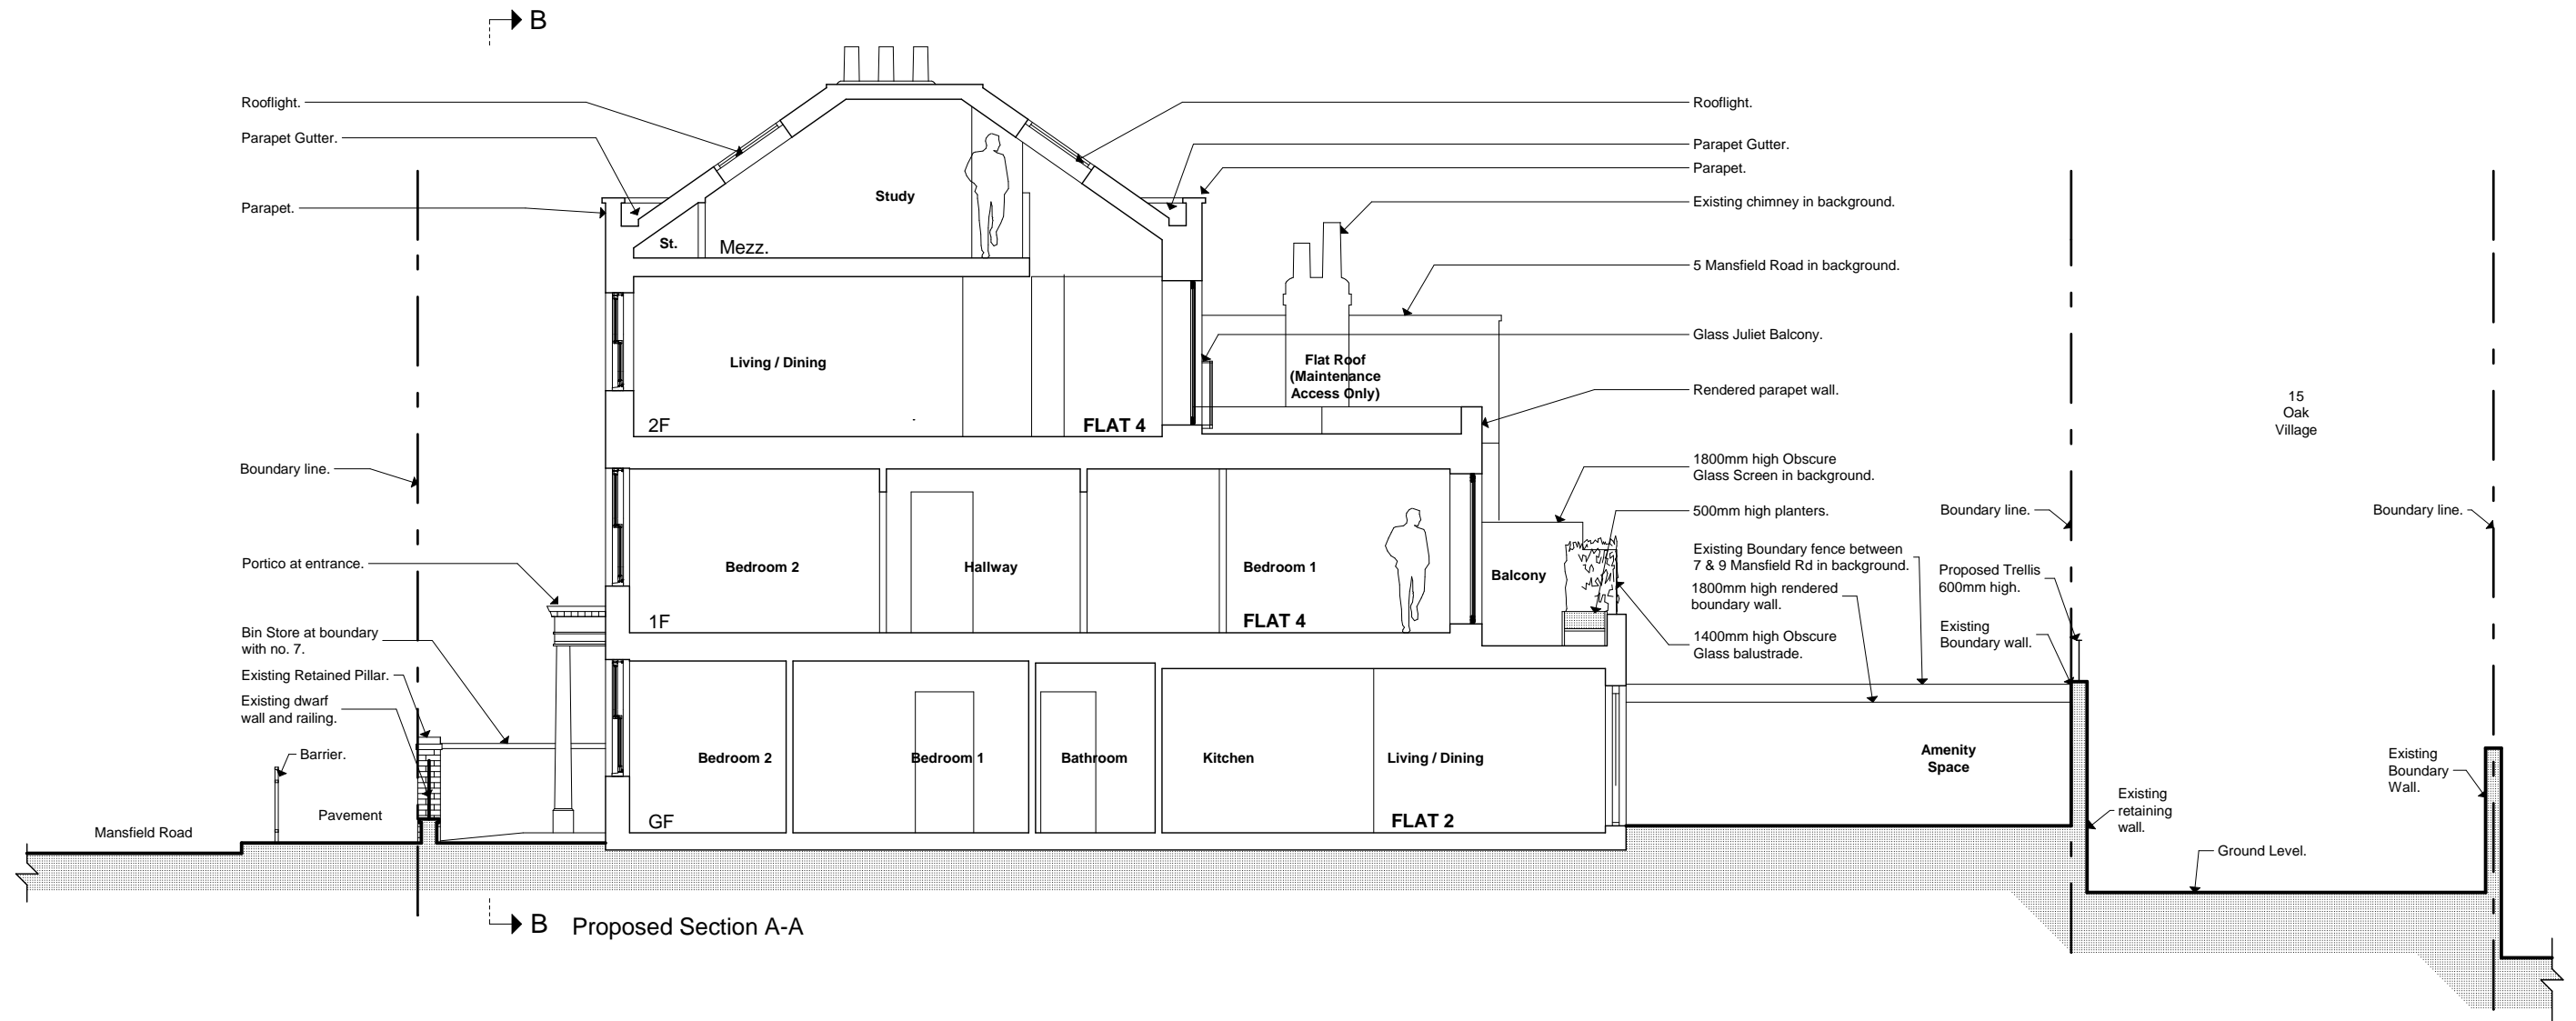 B
Rooflight.
Parapet Gutter.
Parapet.
Boundary line.
Portico at entrance.
Bin Store at boundary
with no. 7.
Existing Retained Pillar.
Existing dwarf
wall and railing.
Barrier.
Pavement
Mansfield Road
Study
St.
Mezz.
Living / Dining
2F
FLAT 4
Flat Roof
(Maintenance
Access Only)
Bedroom 2
Hallway
Bedroom 1
Balcony
1F
FLAT 4
Bedroom 2
Bedroom 1
Bathroom
Kitchen
Living / Dining
GF
FLAT 2
Rooflight.
Parapet Gutter.
Parapet.
Existing chimney in background.
5 Mansfield Road in background.
Glass Juliet Balcony.
Rendered parapet wall.
1800mm high Obscure
Glass Screen in background.
500mm high planters.
Existing Boundary fence between
7 & 9 Mansfield Rd in background.
1800mm high rendered
boundary wall.
1400mm high Obscure
Glass balustrade.
Boundary line.
Proposed Trellis
600mm high.
Existing
Boundary wall.
Amenity
Space
15
Oak
Village
Boundary line.
Existing
Boundary
Wall.
Existing
retaining
wall.
Ground Level.
B
Proposed Section A-A